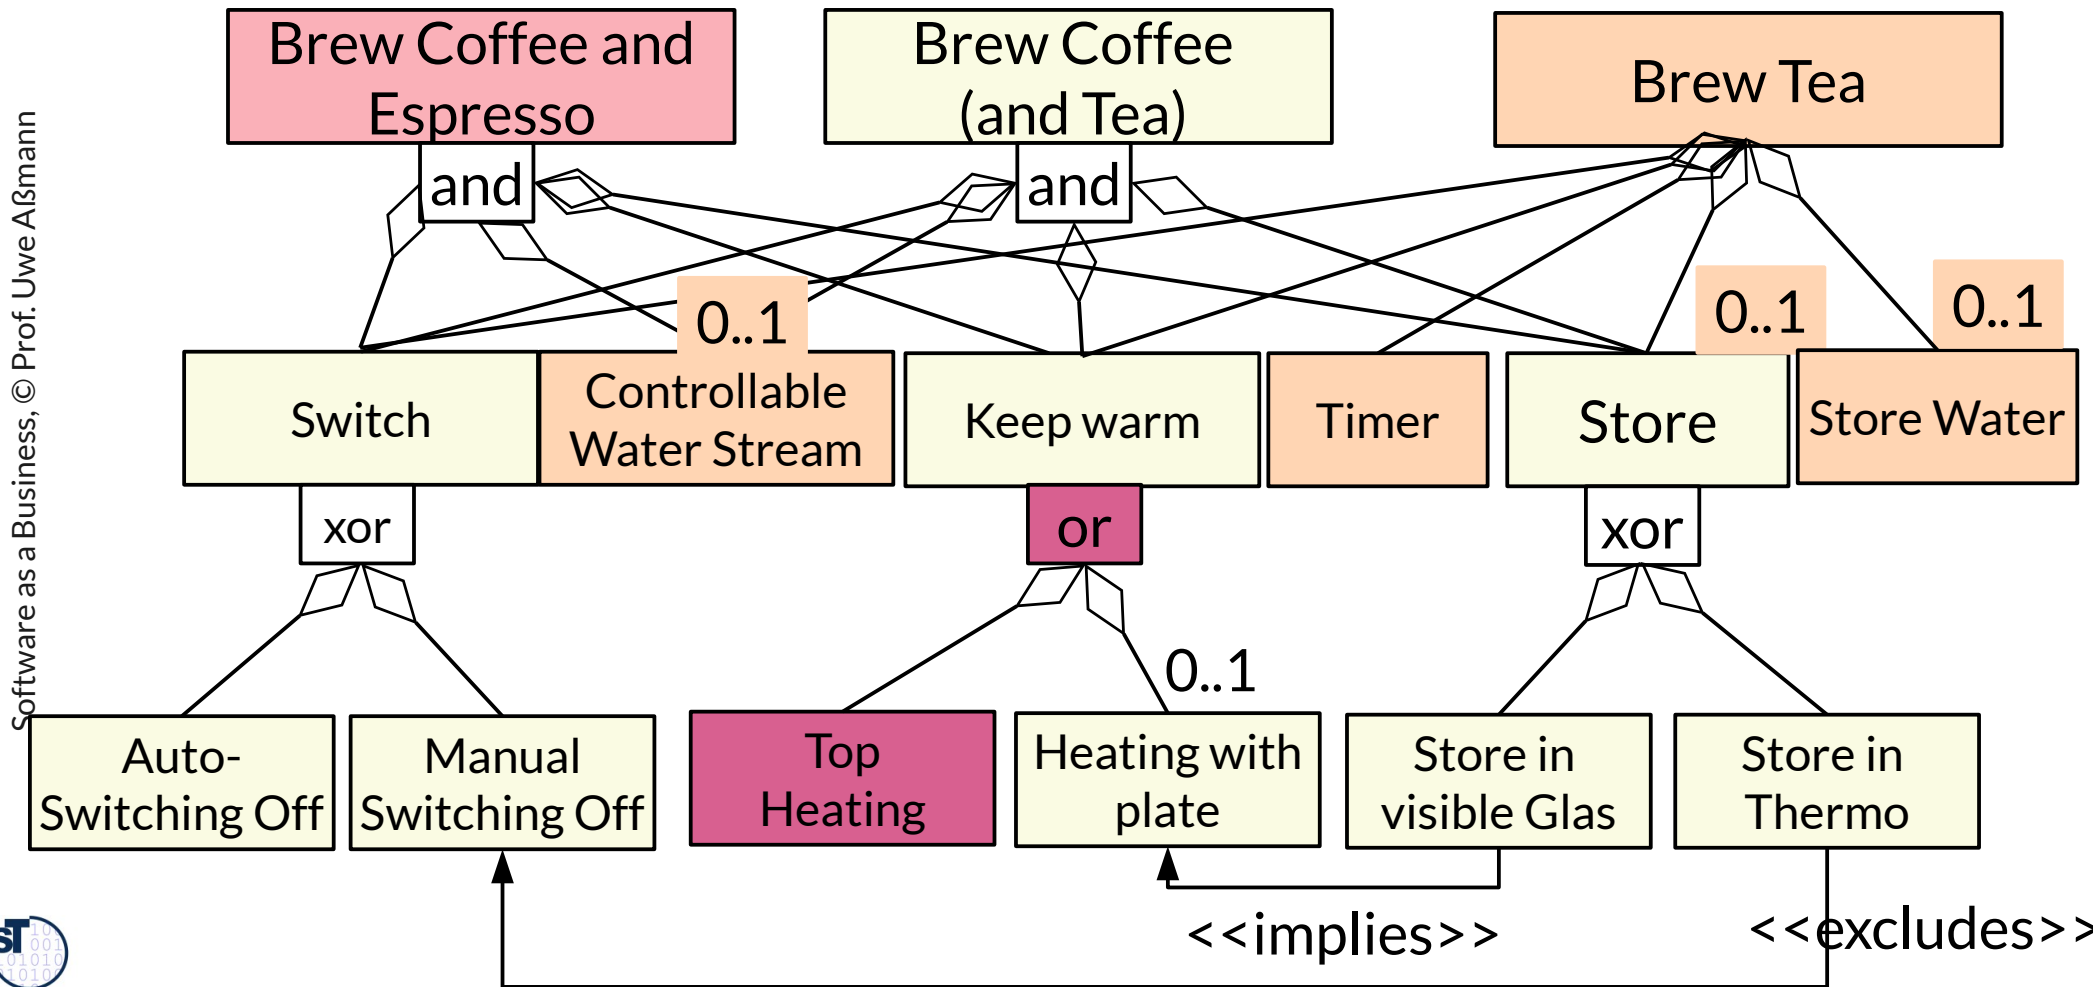 Brew Coffee and
Espresso
Brew Coffee
(and Tea)
Brew Tea
and
and
0..1
0..1
0..1
Switch
Controllable
Water Stream
Keep warm
Timer
Store
Store Water
xor
or
xor
0..1
Auto-
Switching Off
Manual
Switching Off
Top
Heating
Heating with
plate
Store in
visible Glas
Store in
Thermo
<<implies>>
<<excludes>>
Software as a Business, © Prof. Uwe Aßmann
sT